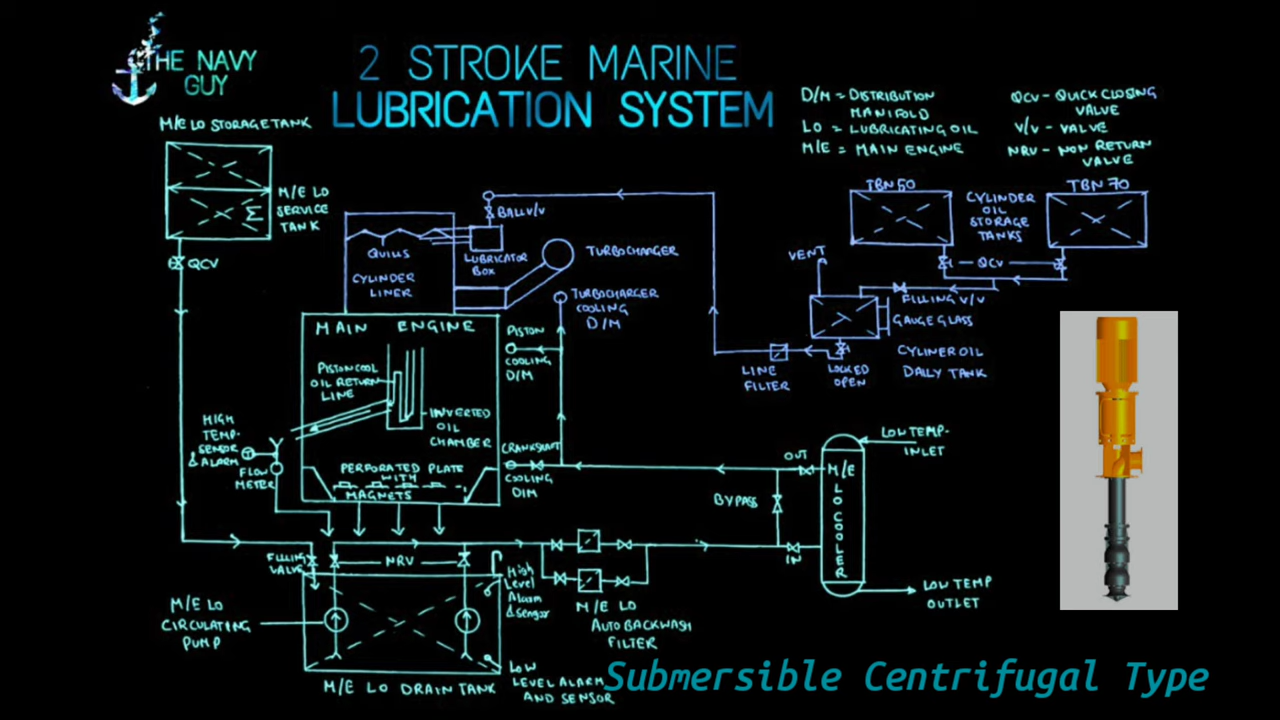 THE NAVY
GUY
2 STROKE MARINE
LUBRICATION SYSTEM
D/M = DISTRIBUTION
MANIFOLD
LO = LUBRICATING OIL
M/E = MAIN ENGINE
QCV - QUICK CLOSING
VALVE
V/V - VALVE
NRV - NON RETURN
VALVE
M/E LO STORAGE TANK
M/E LO
SERVICE
TANK
Σ
QCV
BALL V/V
QUILLS
LUBRICATOR
BOX
CYLINDER
LINER
TURBOCHARGER
TURBOCHARGER
COOLING
D/M
TBN 50
TBN 70
CYLINDER
OIL
STORAGE
TANKS
QCV
VENT
FILLING V/V
GAUGE GLASS
CYLINER OIL
DAILY TANK
LINE
FILTER
LOCKED
OPEN
MAIN ENGINE
PISTON
COOLING
D/M
PISTON COOL
OIL RETURN
LINE
INVERTED
OIL
CHAMBER
HIGH
TEMP-
SENSOR
& ALARM
FLOW
METER
PERFORATED PLATE
WITH
MAGNETS
CRANKSHAFT
COOLING
D/M
OUT
M/E
LO COOLER
LOW TEMP-
INLET
BYPASS
IN
LOW TEMP
OUTLET
FILLING
VALVE
NRV
High
Level
Alarm
& sensor
M/E LO
AUTO BACKWASH
FILTER
M/E LO
CIRCULATING
PUMP
M/E LO DRAIN TANK
LOW
LEVEL ALARM
AND SENSOR
Submersible Centrifugal Type